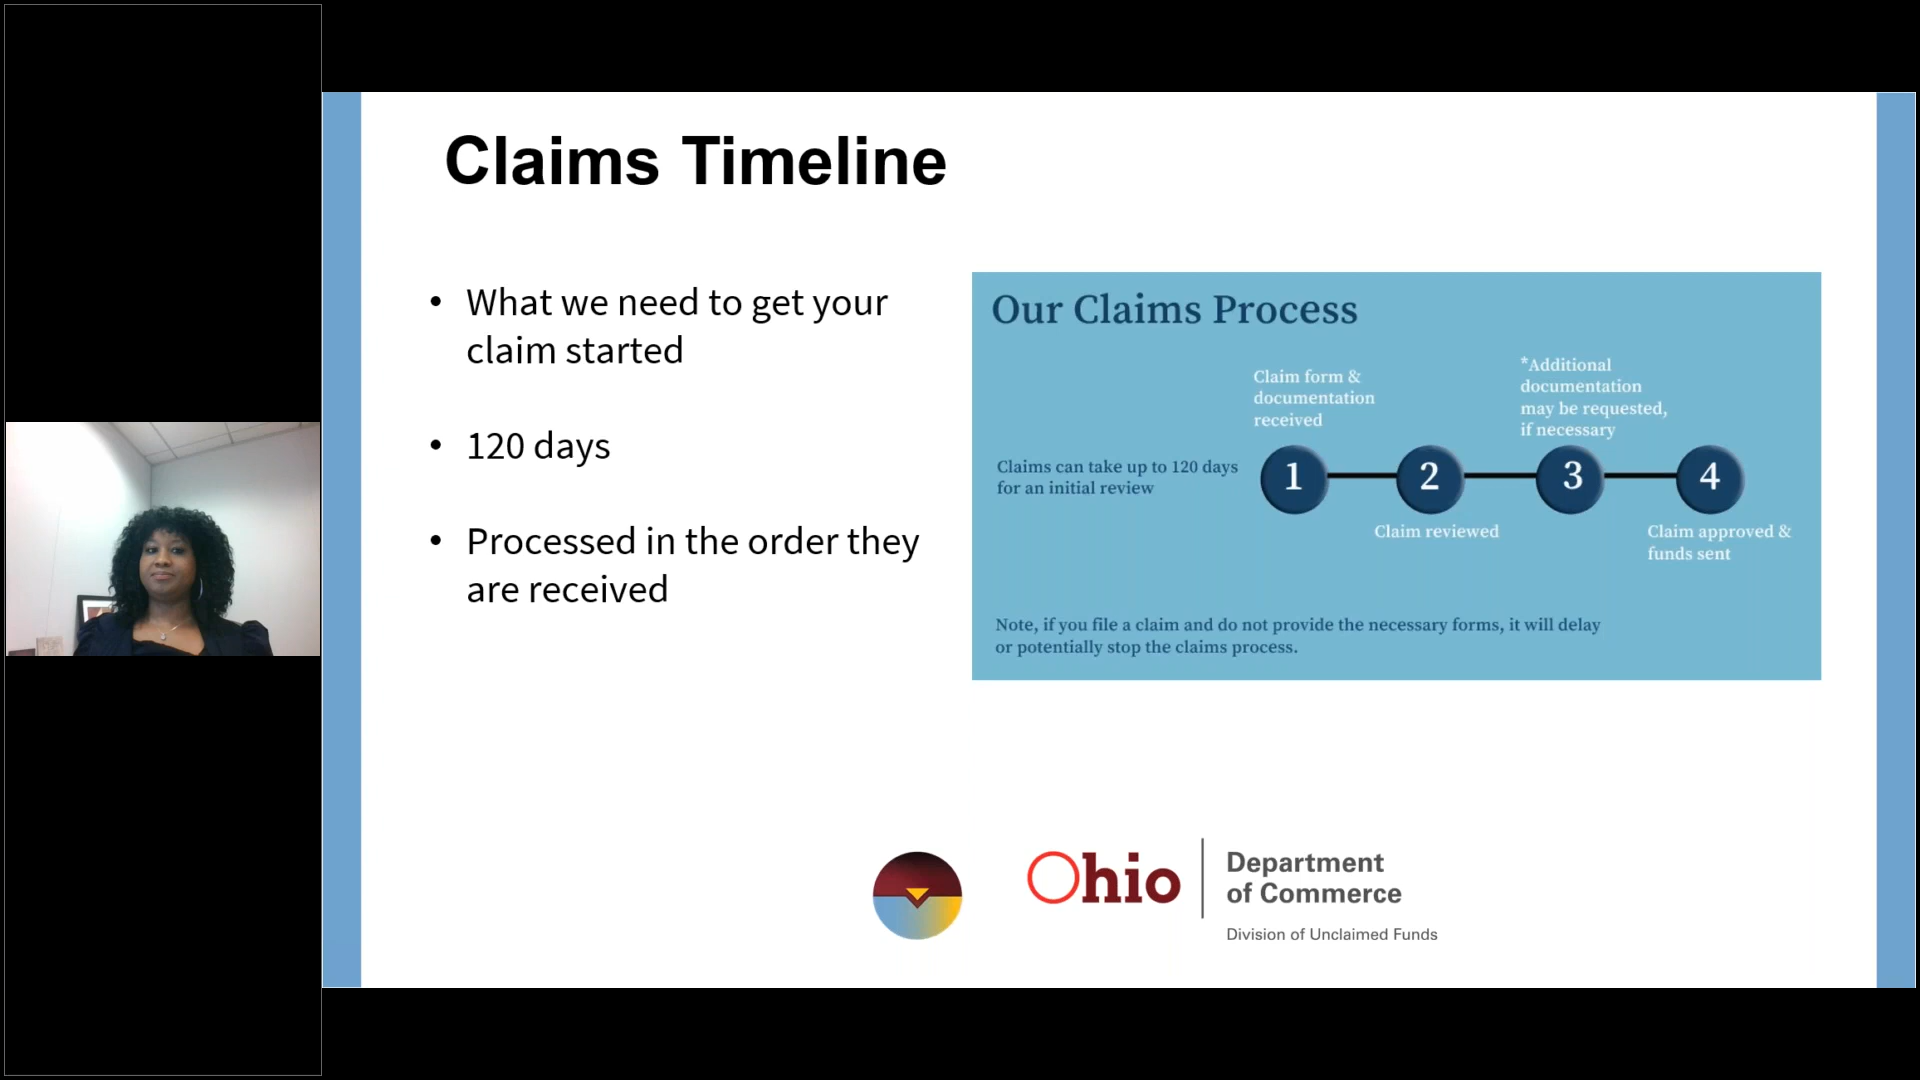 Claims Timeline
• What we need to get your
claim started
• 120 days
• Processed in the order they
are received
Our Claims Process
Claims can take up to 120 days
for an initial review
Claim form &
documentation
received
1
2
Claim reviewed
*Additional
documentation
may be requested,
if necessary
3
4
Claim approved &
funds sent
Note, if you file a claim and do not provide the necessary forms, it will delay
or potentially stop the claims process.
Ohio
Department
of Commerce
Division of Unclaimed Funds